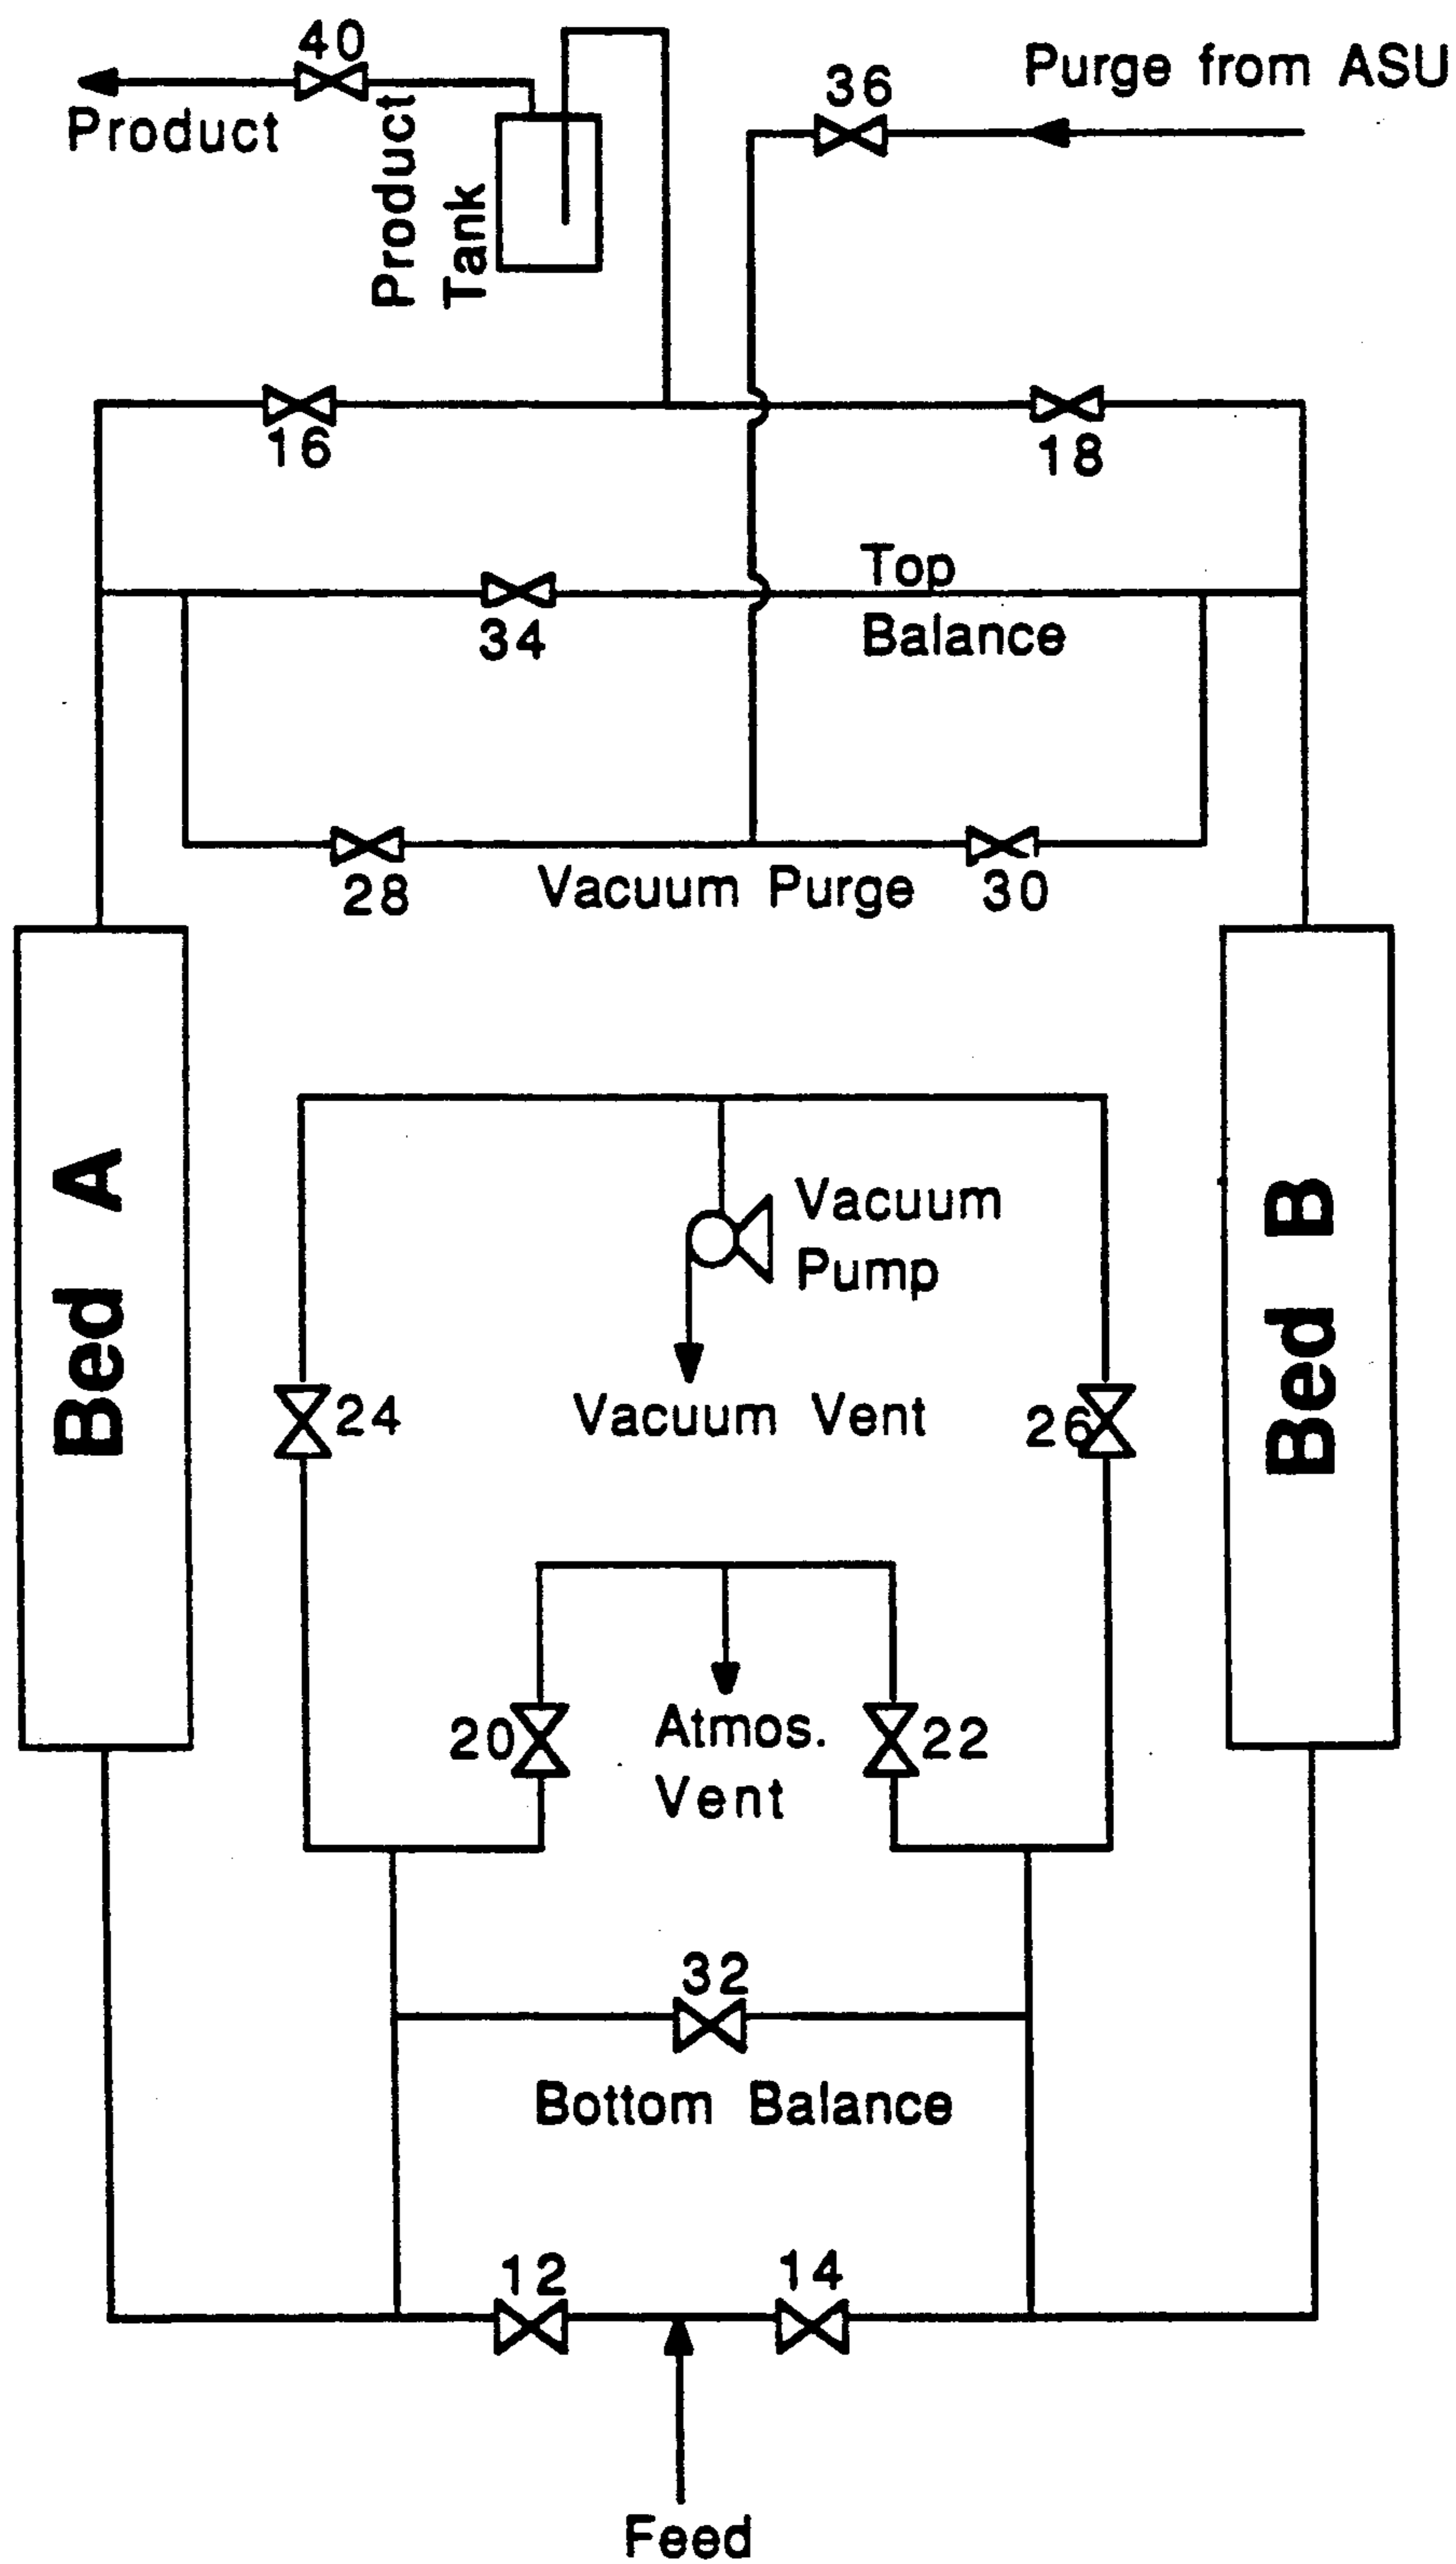 40
Product
Product
Tank
36
Purge from ASU
16
18
34
Top
Balance
28
Vacuum Purge
30
Bed A
Bed B
Vacuum
Pump
Vacuum Vent
24
26
20
Atmos.
Vent
22
32
Bottom Balance
12
14
Feed